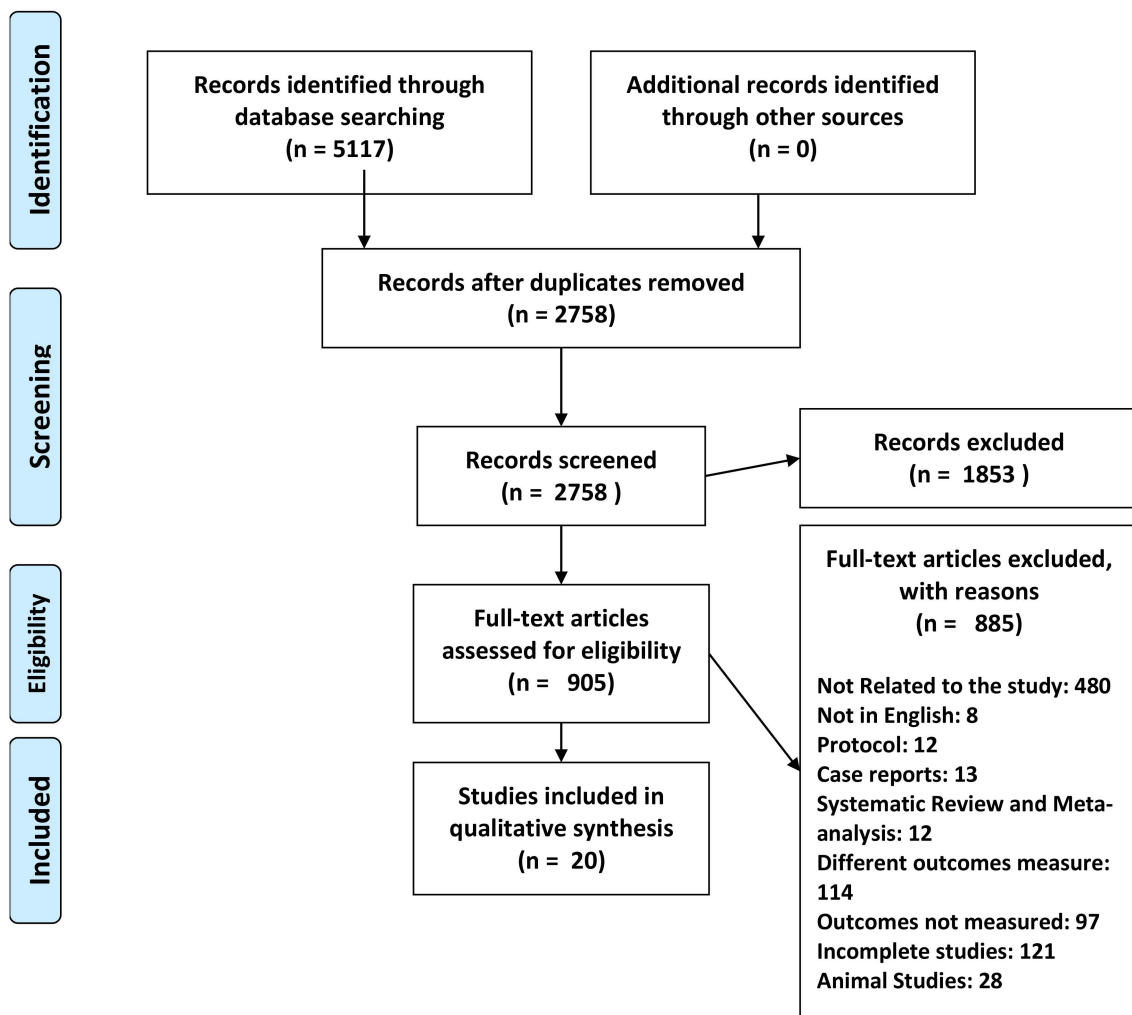 Identification
Records identified through
database searching
(n = 5117)
Additional records identified
through other sources
(n = 0)
Records after duplicates removed
(n = 2758)
Screening
Records screened
(n =  2758 )
Records excluded
(n =  1853 )
Eligibility
Full-text articles
assessed for eligibility
(n =   905)
Full-text articles excluded,
with reasons
(n =   885)
Not Related to the study: 480
Not in English: 8
Protocol: 12
Case reports: 13
Systematic Review and Meta-
analysis: 12
Different outcomes measure:
114
Outcomes not measured: 97
Incomplete studies: 121
Animal Studies: 28
Included
Studies included in
qualitative synthesis
(n =  20)